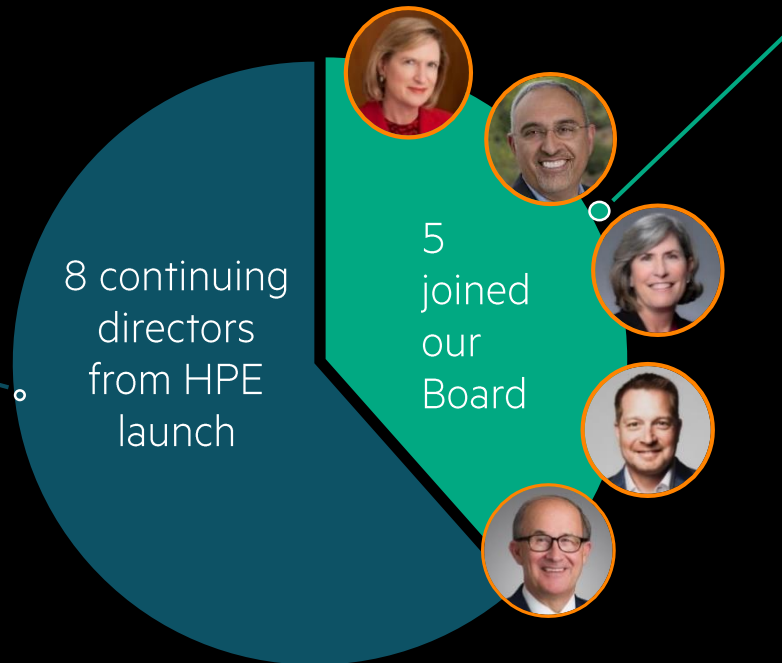 8 continuing
directors
from HPE
launch
5
joined
our
Board